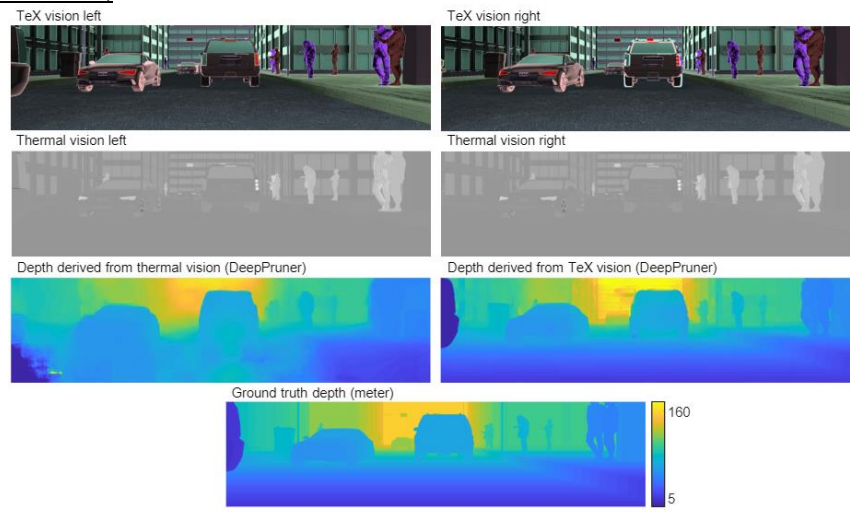 TeX vision left
TeX vision right
Thermal vision left
Thermal vision right
Depth derived from thermal vision (DeepPruner)
Depth derived from TeX vision (DeepPruner)
Ground truth depth (meter)
160
5